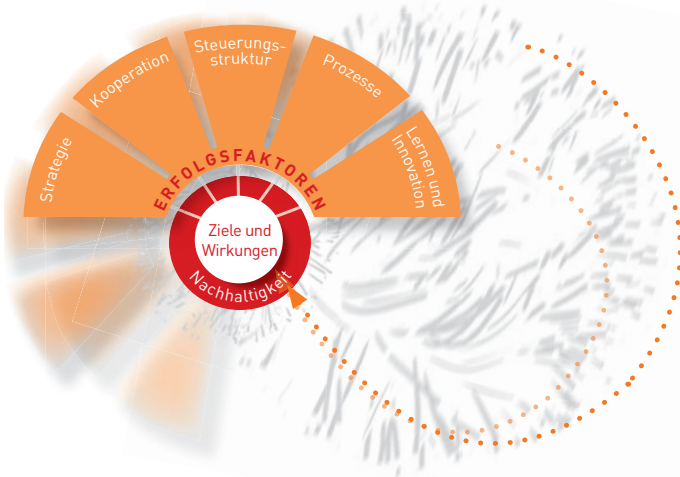 Strategie
Kooperation
Steuerungs-
struktur
Prozesse
Lernen und
Innovation
ERFOLGSFAKTOREN
Ziele und
Wirkungen
Nachhaltigkeit